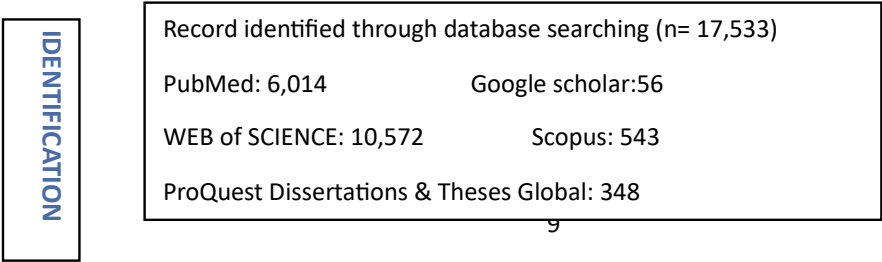 IDENTIFICATION
Record identified through database searching (n= 17,533)
PubMed: 6,014 Google scholar:56
WEB of SCIENCE: 10,572 Scopus: 543
ProQuest Dissertations & Theses Global: 348